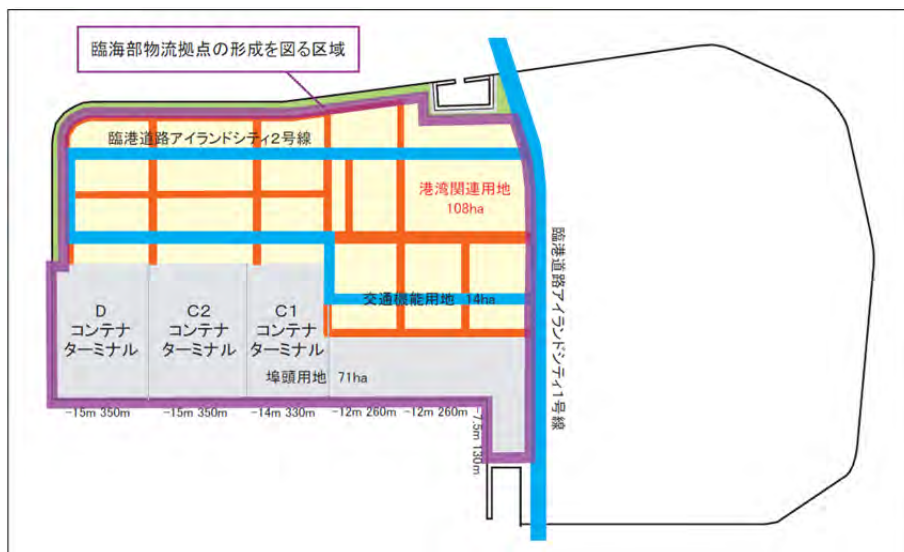 臨海部物流拠点の形成を図る区域
臨港道路アイランドシティ2号線
港湾関連用地
108ha
臨港道路アイランドシティ1号線
交通機能用地 14ha
D
コンテナ
ターミナル
C2
コンテナ
ターミナル
C1
コンテナ
ターミナル
埠頭用地 71ha
-15m 350m
-15m 350m
-14m 330m
-12m 260m
-12m 260m
-7.5m 130m